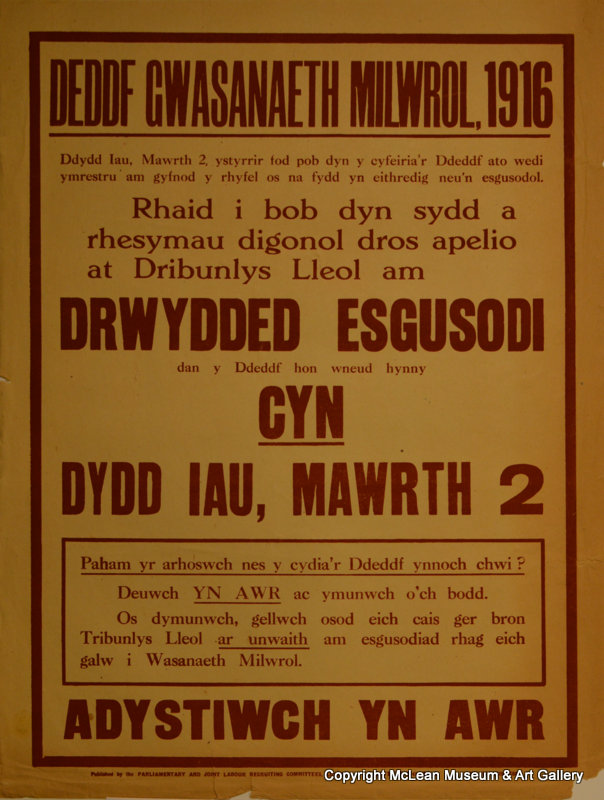 DEDDF GWASANAETH MILWROL, 1916
Ddydd Iau, Mawrth 2, ystyrrir fod pob dyn y cyfeiria'r Ddeddf ato wedi
ymrestru am gyfnod y rhyfel os na fydd yn eithredig neu'n esgusodol.
Rhaid i bob dyn sydd a
rhesymau digonol dros apelio
at Dribunlys Lleol am
DRWYDDED ESGUSODI
dan y Ddeddf hon wneud hynny
CYN
DYDD IAU, MAWRTH 2
Paham yr arhoswch nes y cydia'r Ddeddf ynnoch chwi?
Deuwch YN AWR ac ymunwch o'ch bodd.
Os dymunwch, gellwch osod eich cais ger bron
Tribunlys Lleol ar unwaith am esgusodiad rhag eich
galw i Wasanaeth Milwrol.
ADYSTIWCH YN AWR
Published by the PARLIAMENTARY AND JOINT LABOUR RECRUITING COMMITTEES
Copyright McLean Museum & Art Gallery